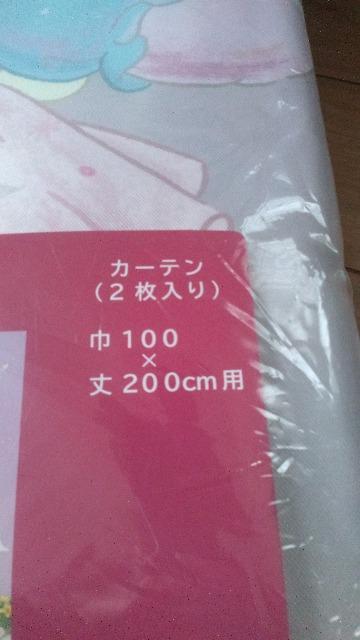 カーテン
(2枚入り)
巾100
×
丈200cm用